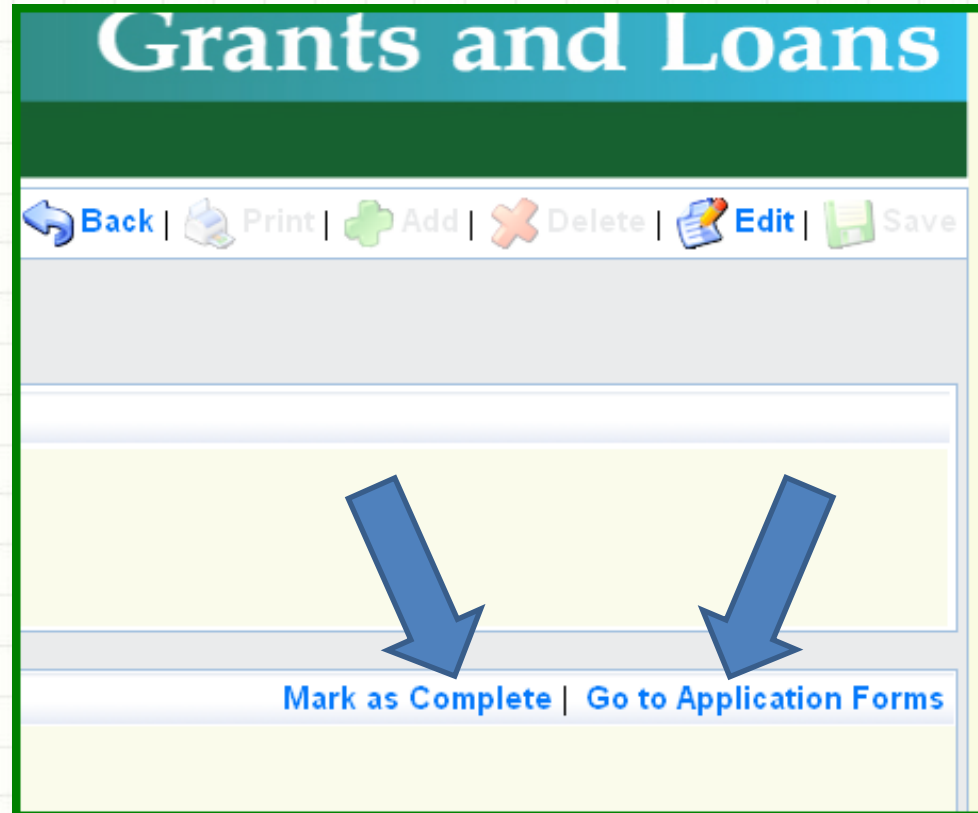 Grants and Loans
Back | Print | Add | Delete | Edit | Save
Mark as Complete | Go to Application Forms